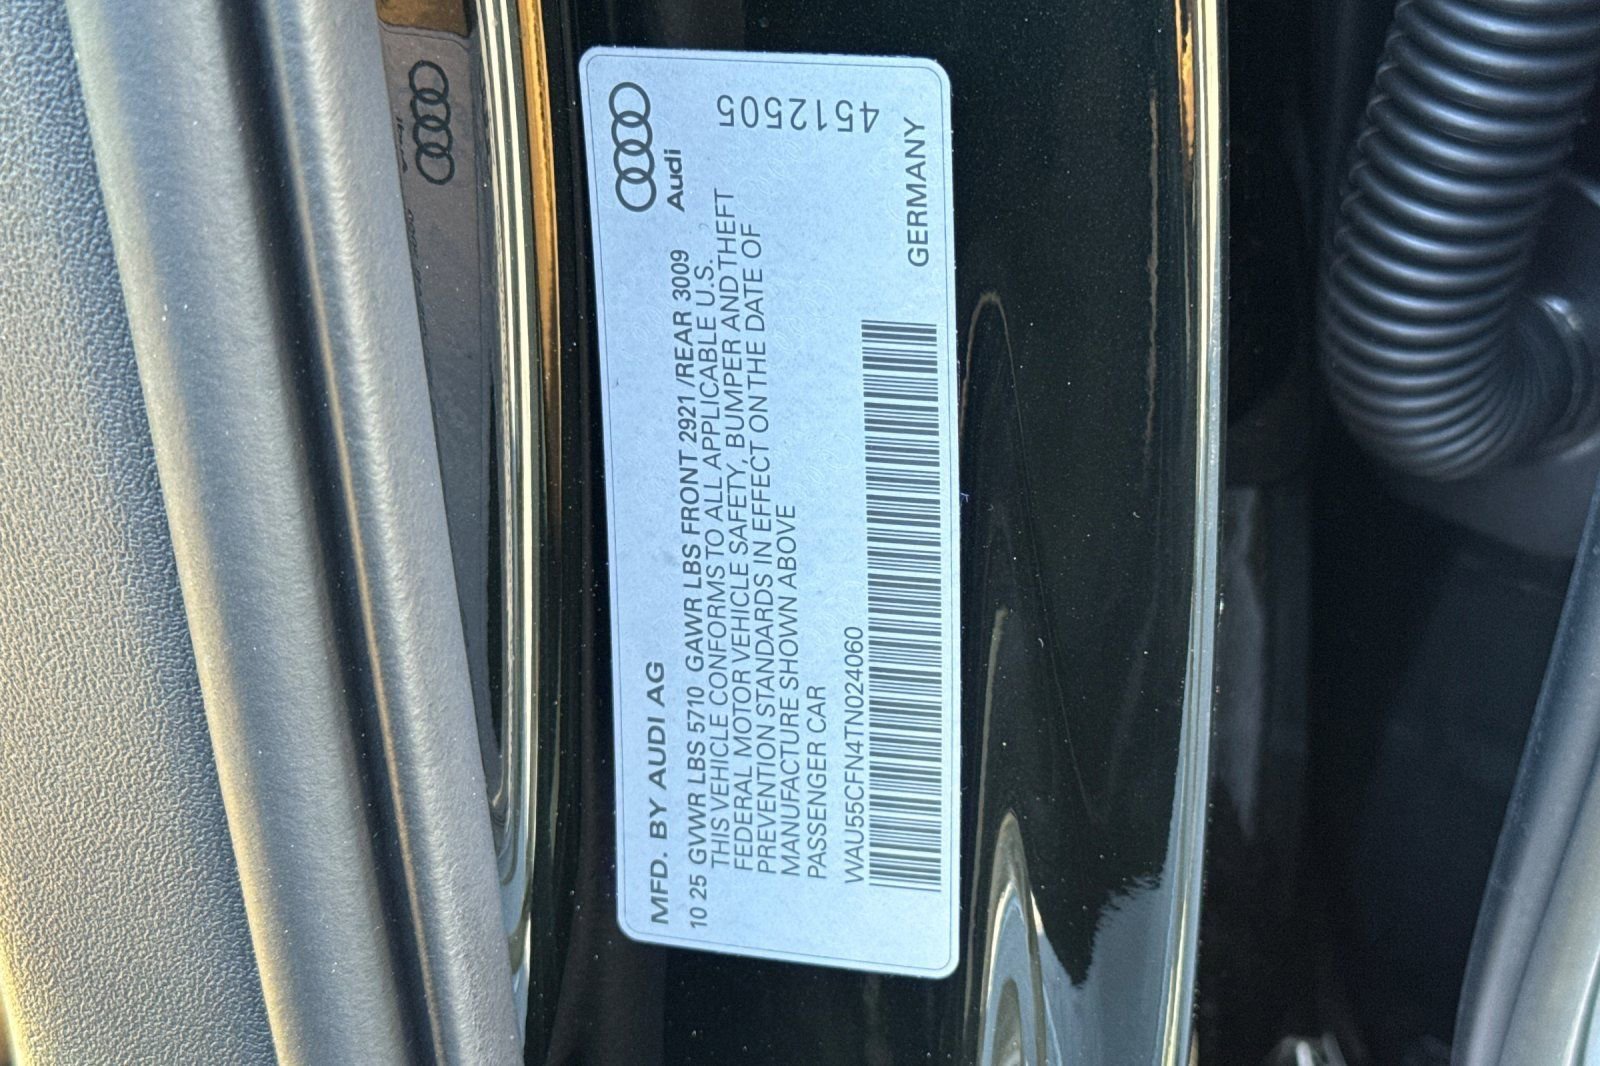 MFD. BY AUDI AG
Audi
10 25 GVWR LBS 5710 GAWR LBS FRONT 2921 /REAR 3009
THIS VEHICLE CONFORMS TO ALL APPLICABLE U.S.
FEDERAL MOTOR VEHICLE SAFETY, BUMPER AND THEFT
PREVENTION STANDARDS IN EFFECT ON THE DATE OF
MANUFACTURE SHOWN ABOVE
PASSENGER CAR
4512505
WAU55CFN4TN024060
GERMANY